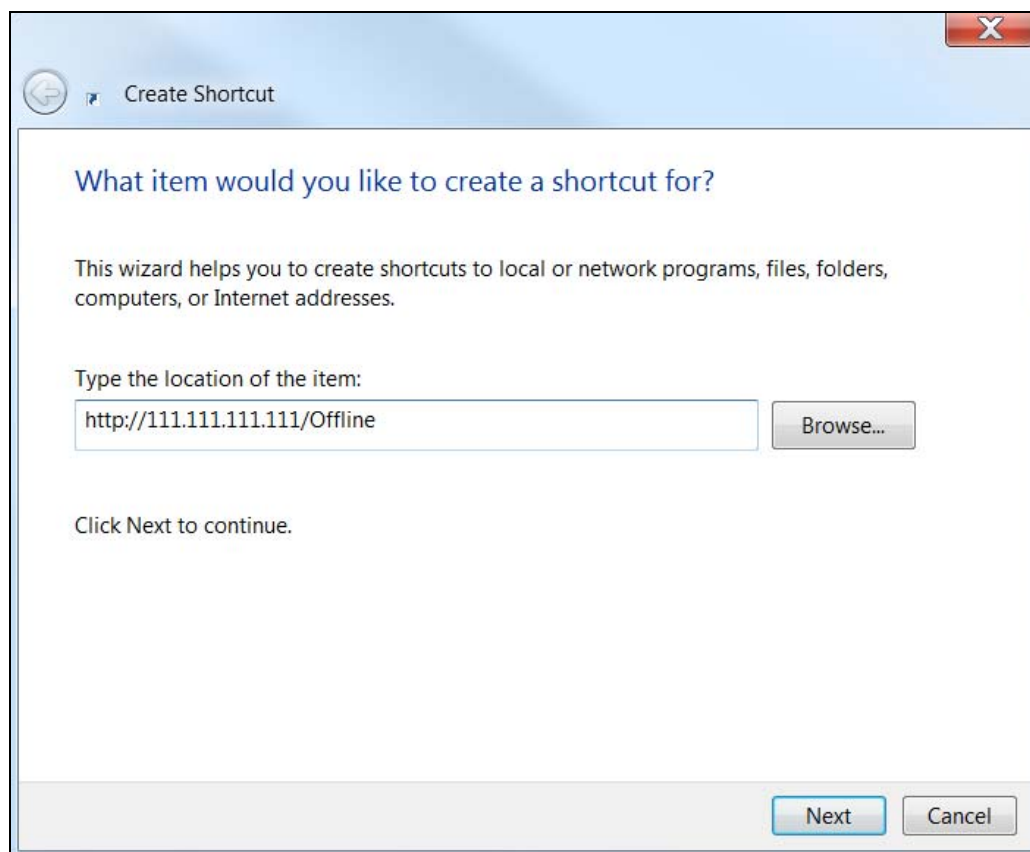 Create Shortcut
What item would you like to create a shortcut for?
This wizard helps you to create shortcuts to local or network programs, files, folders,
computers, or Internet addresses.
Type the location of the item:
http://111.111.111.111/Offline
Browse...
Click Next to continue.
Next
Cancel